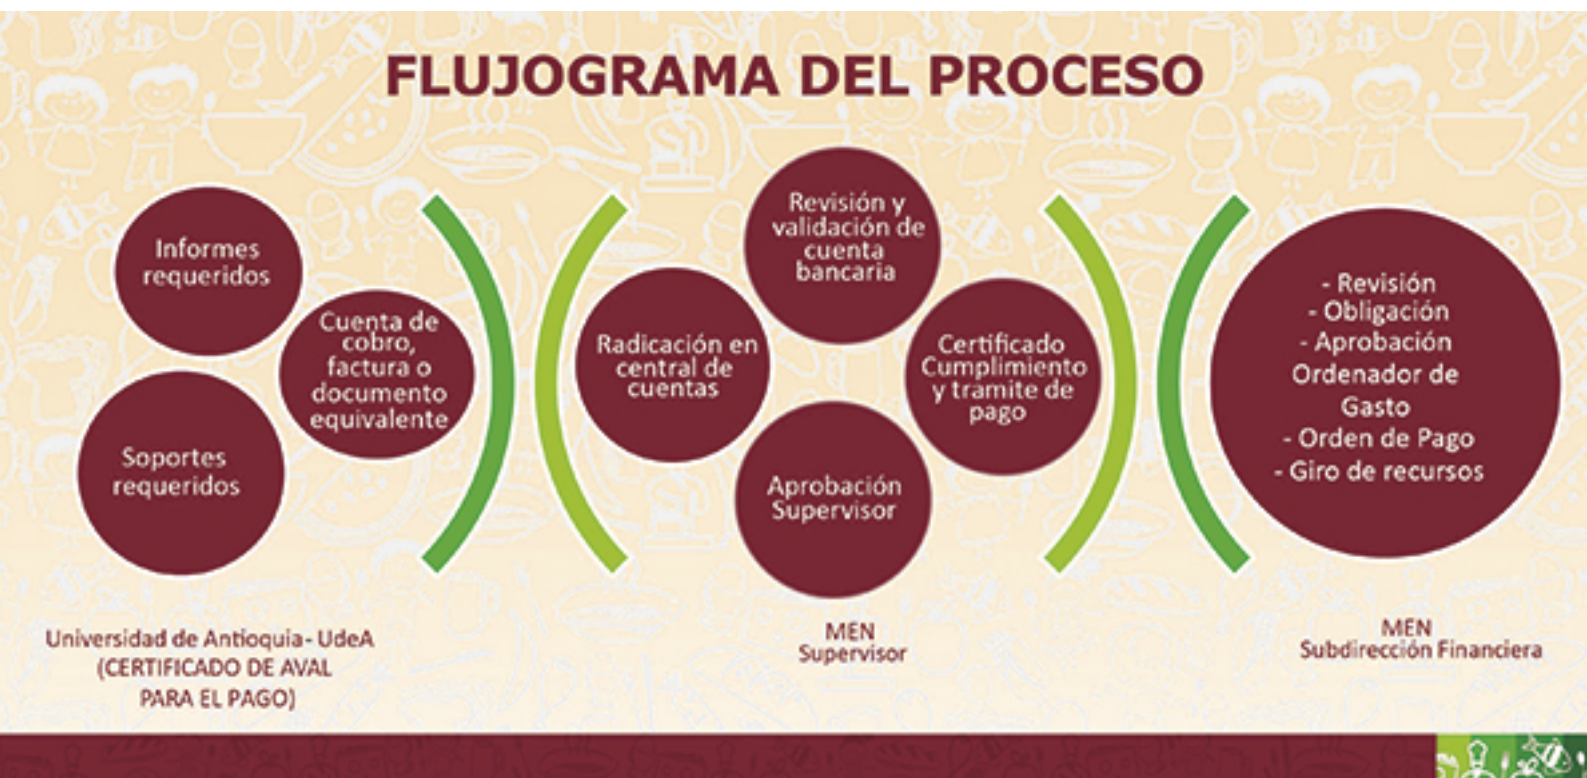 FLUJOGRAMA DEL PROCESO
Informes
requeridos
Cuenta de
cobro,
factura o
documento
equivalente
Soportes
requeridos
Universidad de Antioquia- UdeA
(CERTIFICADO DE AVAL
PARA EL PAGO)
Radicación en
central de
cuentas
Revisión y
validación de
cuenta
bancaria
Aprobación
Supervisor
Certificado
Cumplimiento
y tramite de
pago
MEN
Supervisor
- Revisión
- Obligación
- Aprobación
Ordenador de
Gasto
- Orden de Pago
- Giro de recursos
MEN
Subdirección Financiera